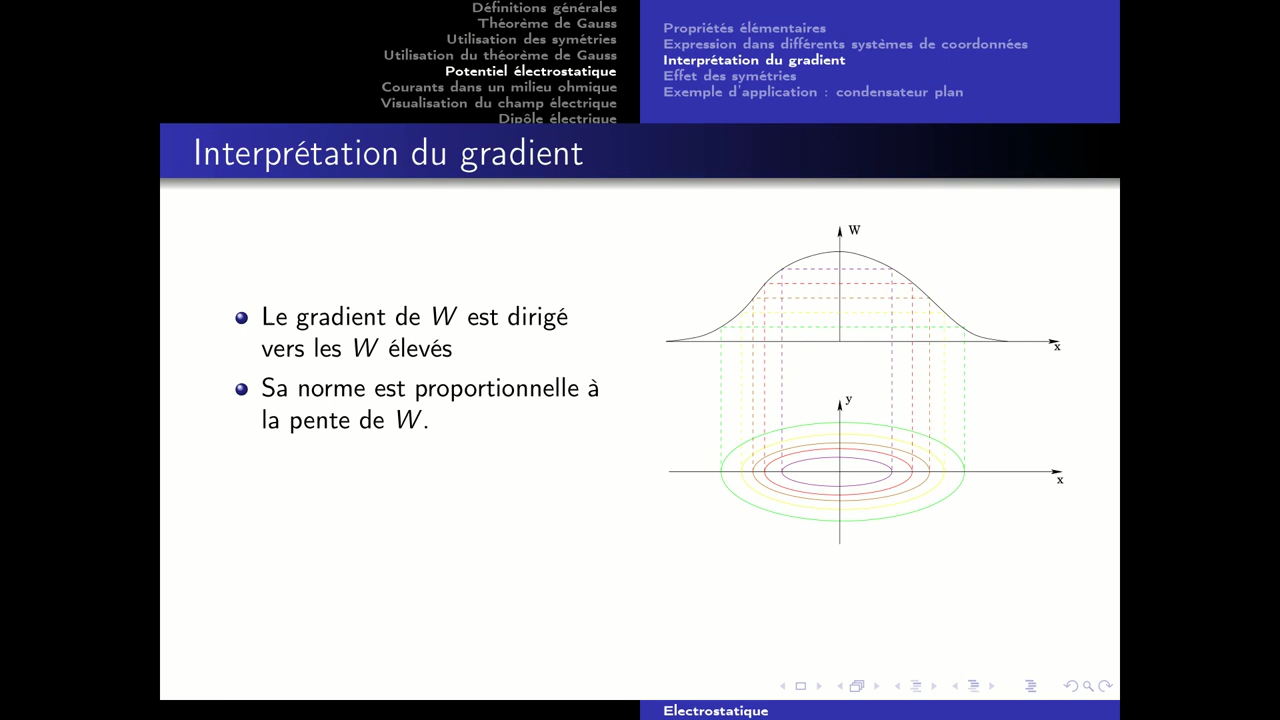 Définitions générales
Théorème de Gauss
Utilisation des symétries
Utilisation du théorème de Gauss
Potentiel électrostatique
Courants dans un milieu ohmique
Visualisation du champ électrique
Dipôle électrique
Propriétés élémentaires
Expression dans différents systèmes de coordonnées
Interprétation du gradient
Effet des symétries
Exemple d'application : condensateur plan
Interprétation du gradient
Le gradient de W est dirigé
vers les W élevés
Sa norme est proportionnelle à
la pente de W.
W
x
y
x
Electrostatique